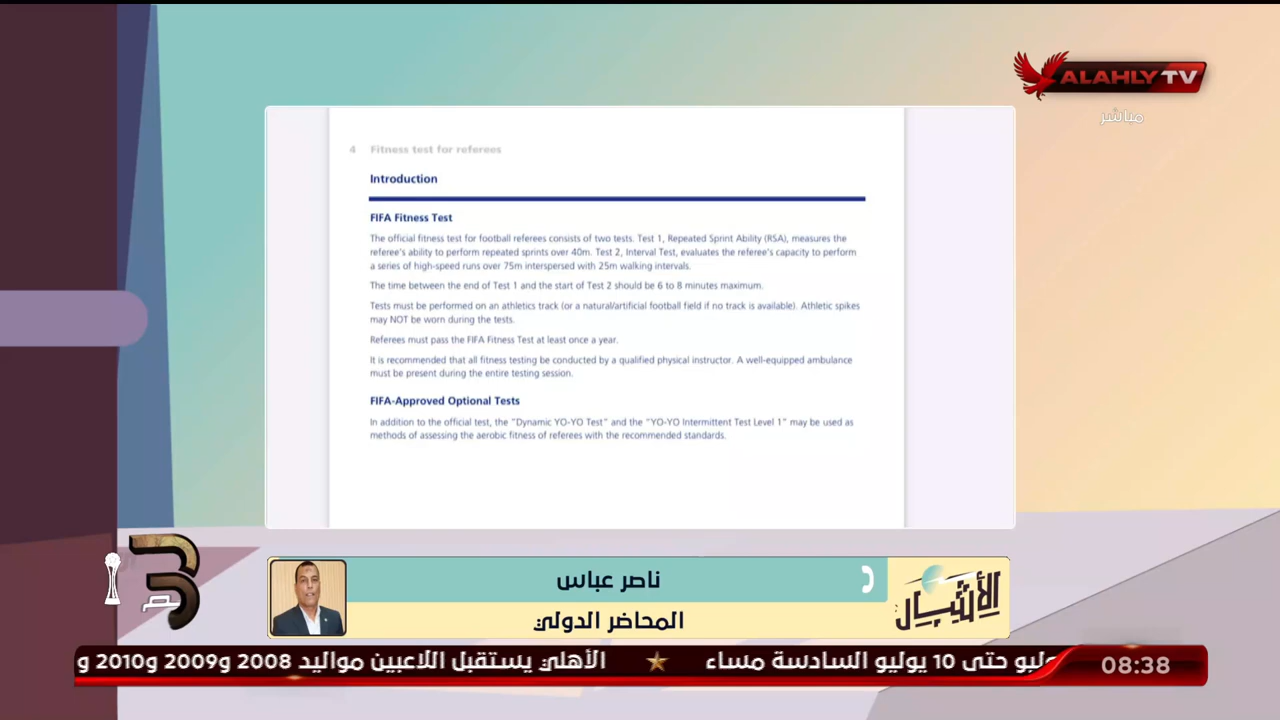 ALAHLY TV
مباشر
4 Fitness test for referees
Introduction
FIFA Fitness Test
The official fitness test for football referees consists of two tests. Test 1, Repeated Sprint Ability (RSA), measures the
referee's ability to perform repeated sprints over 40m. Test 2, Interval Test, evaluates the referee's capacity to perform
a series of high-speed runs over 75m interspersed with 25m walking intervals.
The time between the end of Test 1 and the start of Test 2 should be 6 to 8 minutes maximum.
Tests must be performed on an athletics track (or a natural/artificial football field if no track is available). Athletic spikes
may NOT be worn during the tests.
Referees must pass the FIFA Fitness Test at least once a year.
It is recommended that all fitness testing be conducted by a qualified physical instructor. A well-equipped ambulance
must be present during the entire testing session.
FIFA-Approved Optional Tests
In addition to the official test, the "Dynamic YO-YO Test" and the "YO-YO Intermittent Test Level 1" may be used as
methods of assessing the aerobic fitness of referees with the recommended standards.
ناصر عباس
المحاضر الدولي
حتى 10 يوليو السادسة مساء ★ الأهلي يستقبل اللاعبين مواليد 2008 و2009 و2010 و
08:38